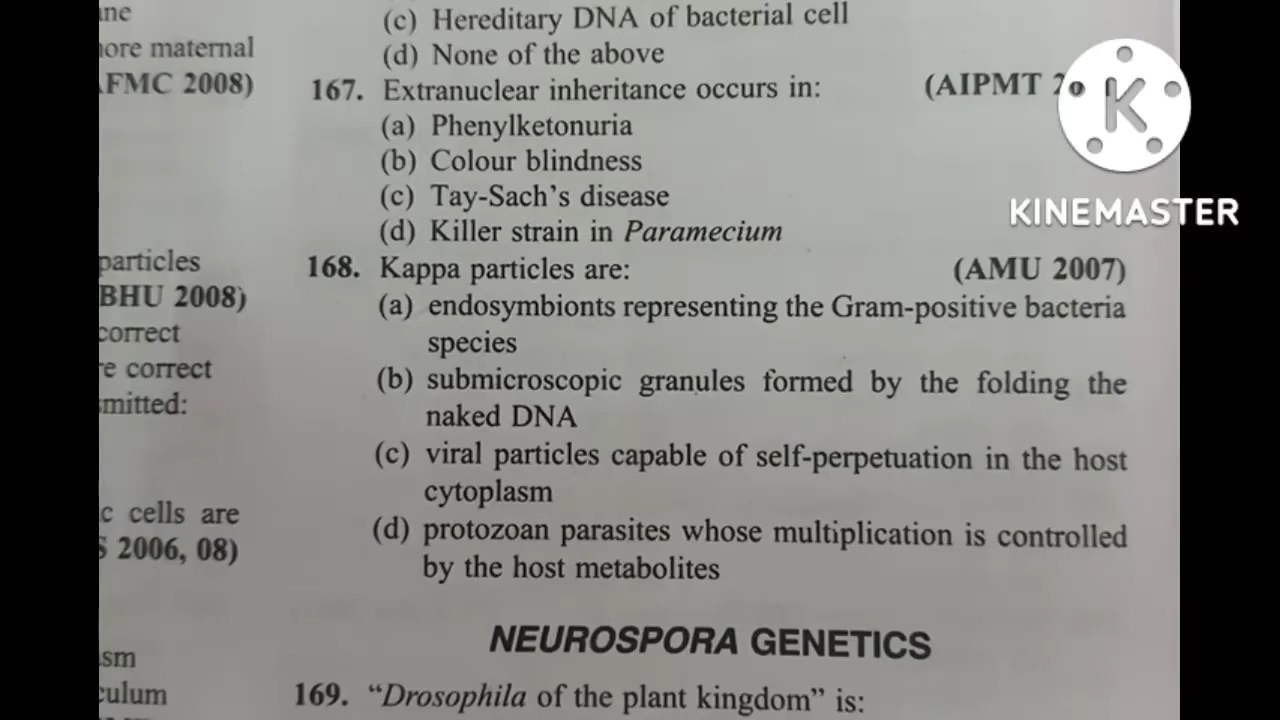 ne
ore maternal
FMC 2008)
particles
BHU 2008)
correct
e correct
mitted:
c cells are
S 2006, 08)
sm
culum
(c) Hereditary DNA of bacterial cell
(d) None of the above
167. Extranuclear inheritance occurs in: (AIPMT
(a) Phenylketonuria
(b) Colour blindness
(c) Tay-Sach’s disease
(d) Killer strain in Paramecium
168. Kappa particles are: (AMU 2007)
(a) endosymbionts representing the Gram-positive bacteria
species
(b) submicroscopic granules formed by the folding the
naked DNA
(c) viral particles capable of self-perpetuation in the host
cytoplasm
(d) protozoan parasites whose multiplication is controlled
by the host metabolites
NEUROSPORA GENETICS
169. “Drosophila of the plant kingdom” is:
K
KINEMASTER